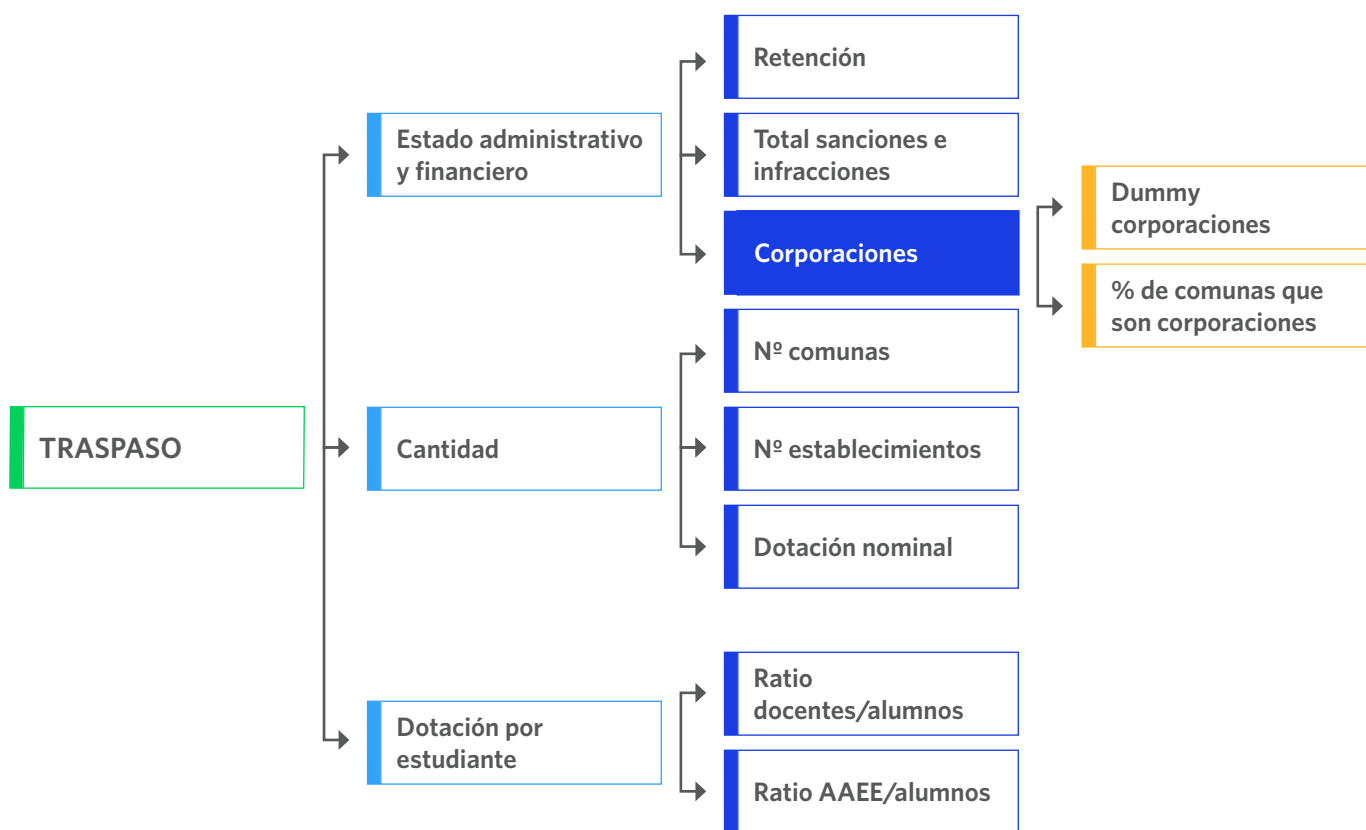 TRASPASO
Estado administrativo
y financiero
Retención
Total sanciones e
infracciones
Corporaciones
Dummy
corporaciones
% de comunas que
son corporaciones
Cantidad
Nº comunas
Nº establecimientos
Dotación nominal
Dotación por
estudiante
Ratio
docentes/alumnos
Ratio AAEE/alumnos